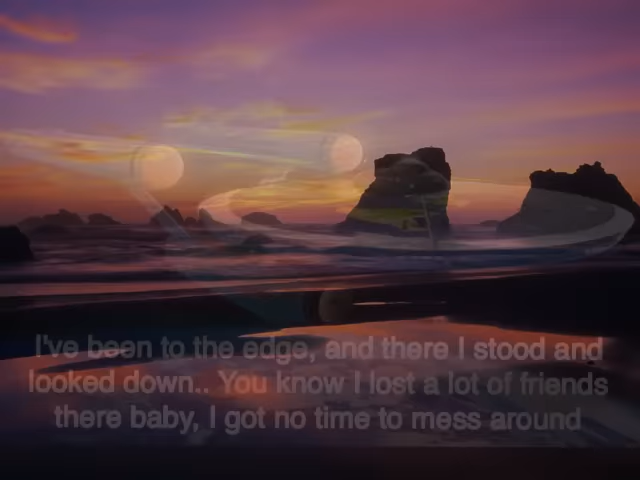 I've been to the edge, and there I stood and
looked down.. You know I lost a lot of friends
there baby, I got no time to mess around